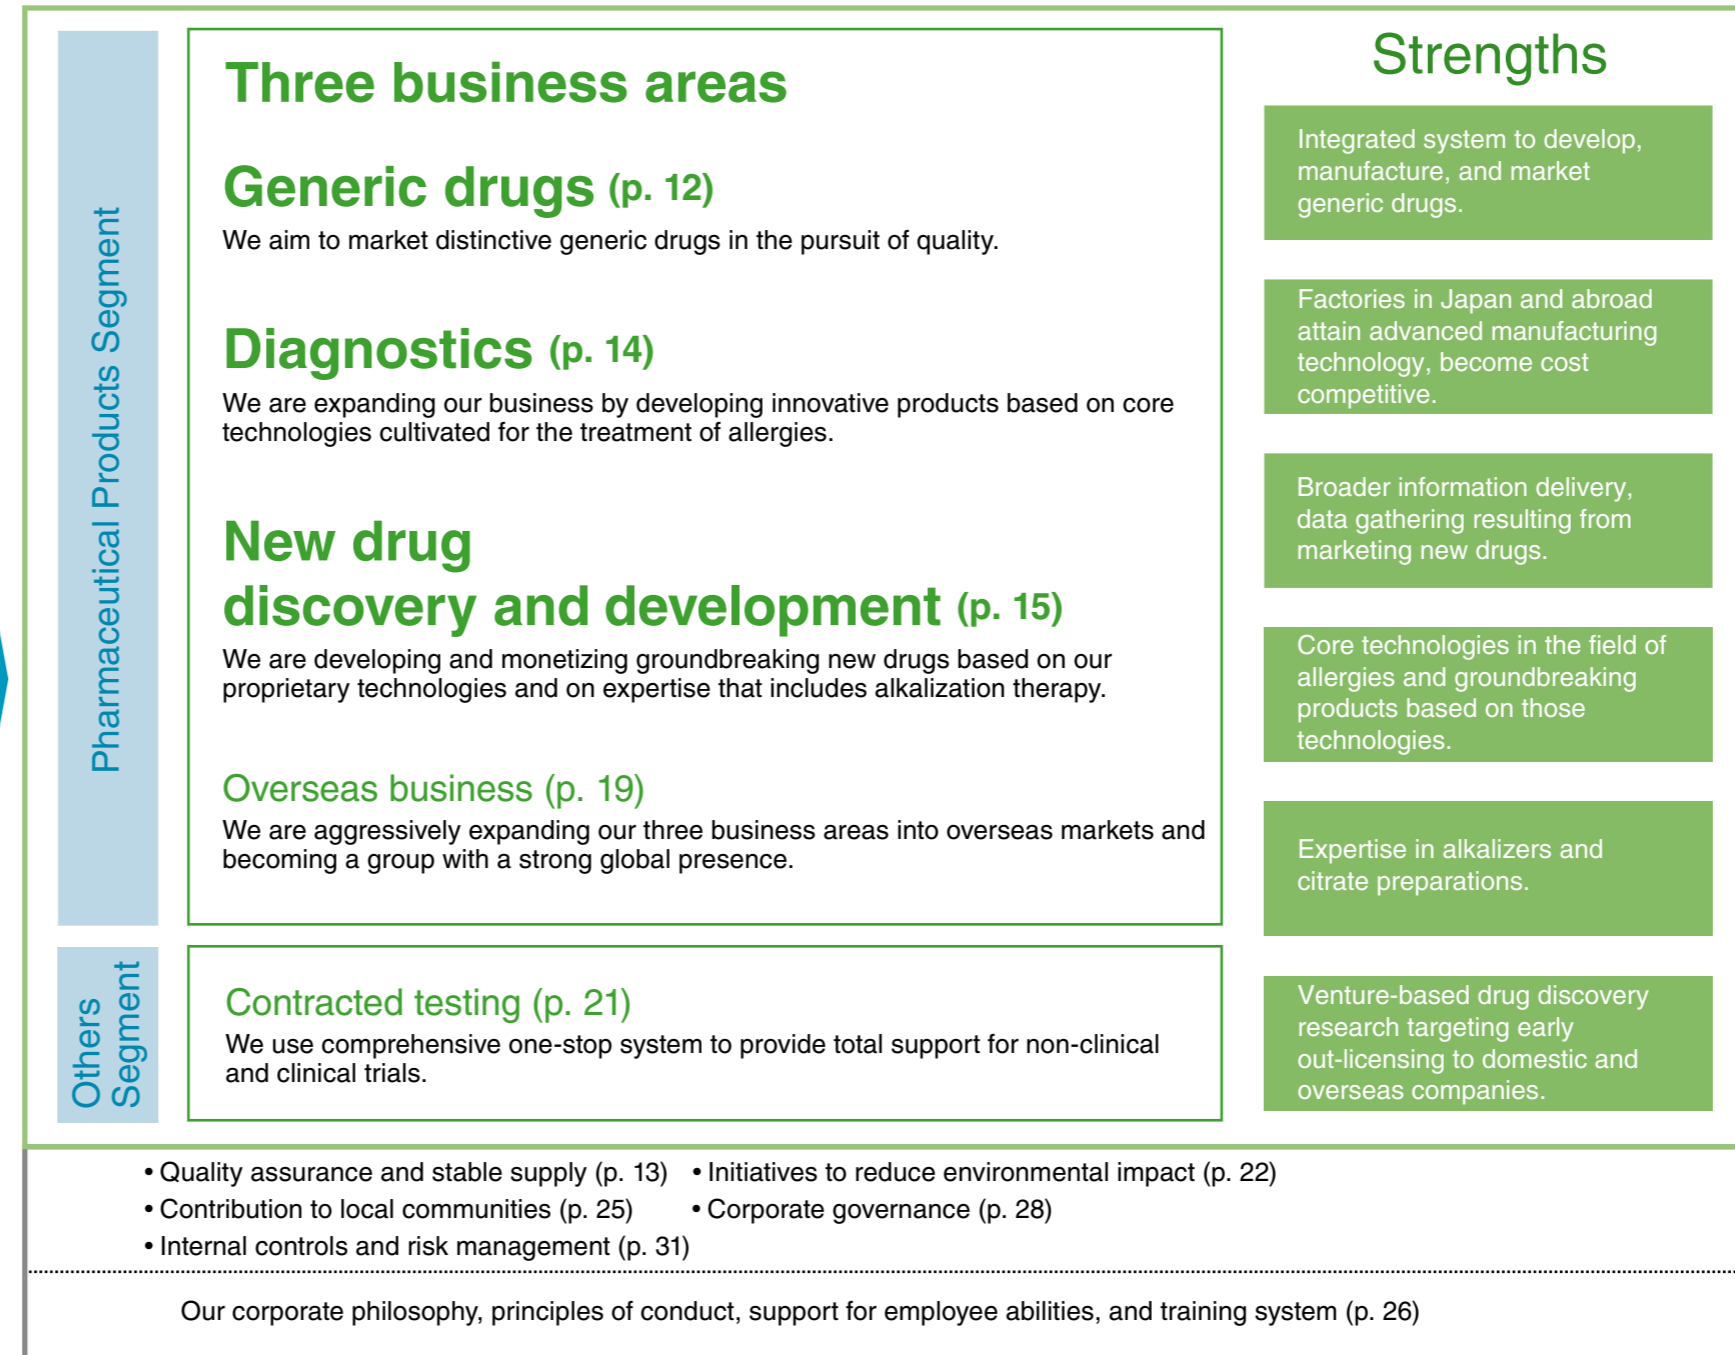 Pharmaceutical Products Segment
Three business areas
Generic drugs (p. 12)
We aim to market distinctive generic drugs in the pursuit of quality.
Diagnostics (p. 14)
We are expanding our business by developing innovative products based on core
technologies cultivated for the treatment of allergies.
New drug
discovery and development (p. 15)
We are developing and monetizing groundbreaking new drugs based on our
proprietary technologies and on expertise that includes alkalization therapy.
Overseas business (p. 19)
We are aggressively expanding our three business areas into overseas markets and
becoming a group with a strong global presence.
Others
Segment
Contracted testing (p. 21)
We use comprehensive one-stop system to provide total support for non-clinical
and clinical trials.
Strengths
Integrated system to develop,
manufacture, and market
generic drugs.
Factories in Japan and abroad
attain advanced manufacturing
technology, become cost
competitive.
Broader information delivery,
data gathering resulting from
marketing new drugs.
Core technologies in the field of
allergies and groundbreaking
products based on those
technologies.
Expertise in alkalizers and
citrate preparations.
Venture-based drug discovery
research targeting early
out-licensing to domestic and
overseas companies.
• Quality assurance and stable supply (p. 13) • Initiatives to reduce environmental impact (p. 22)
• Contribution to local communities (p. 25) • Corporate governance (p. 28)
• Internal controls and risk management (p. 31)
Our corporate philosophy, principles of conduct, support for employee abilities, and training system (p. 26)